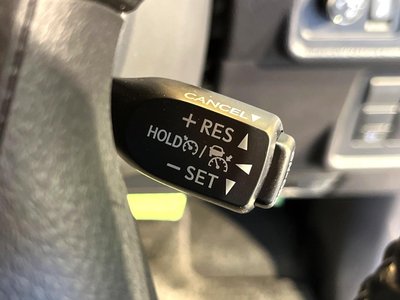 CANCEL▼
+ RES ▲
HOLD /
− SET ▼